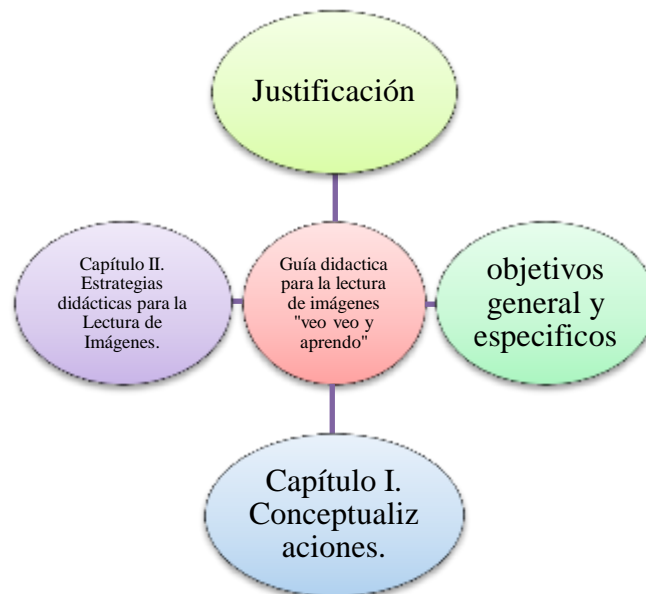 Justificación
Capítulo II.
Estrategias
didácticas para la
Lectura de
Imágenes.
Guía didactica
para la lectura
de imágenes
"veo veo y
aprendo"
objetivos
general y
especificos
Capítulo I.
Conceptualiz
aciones.